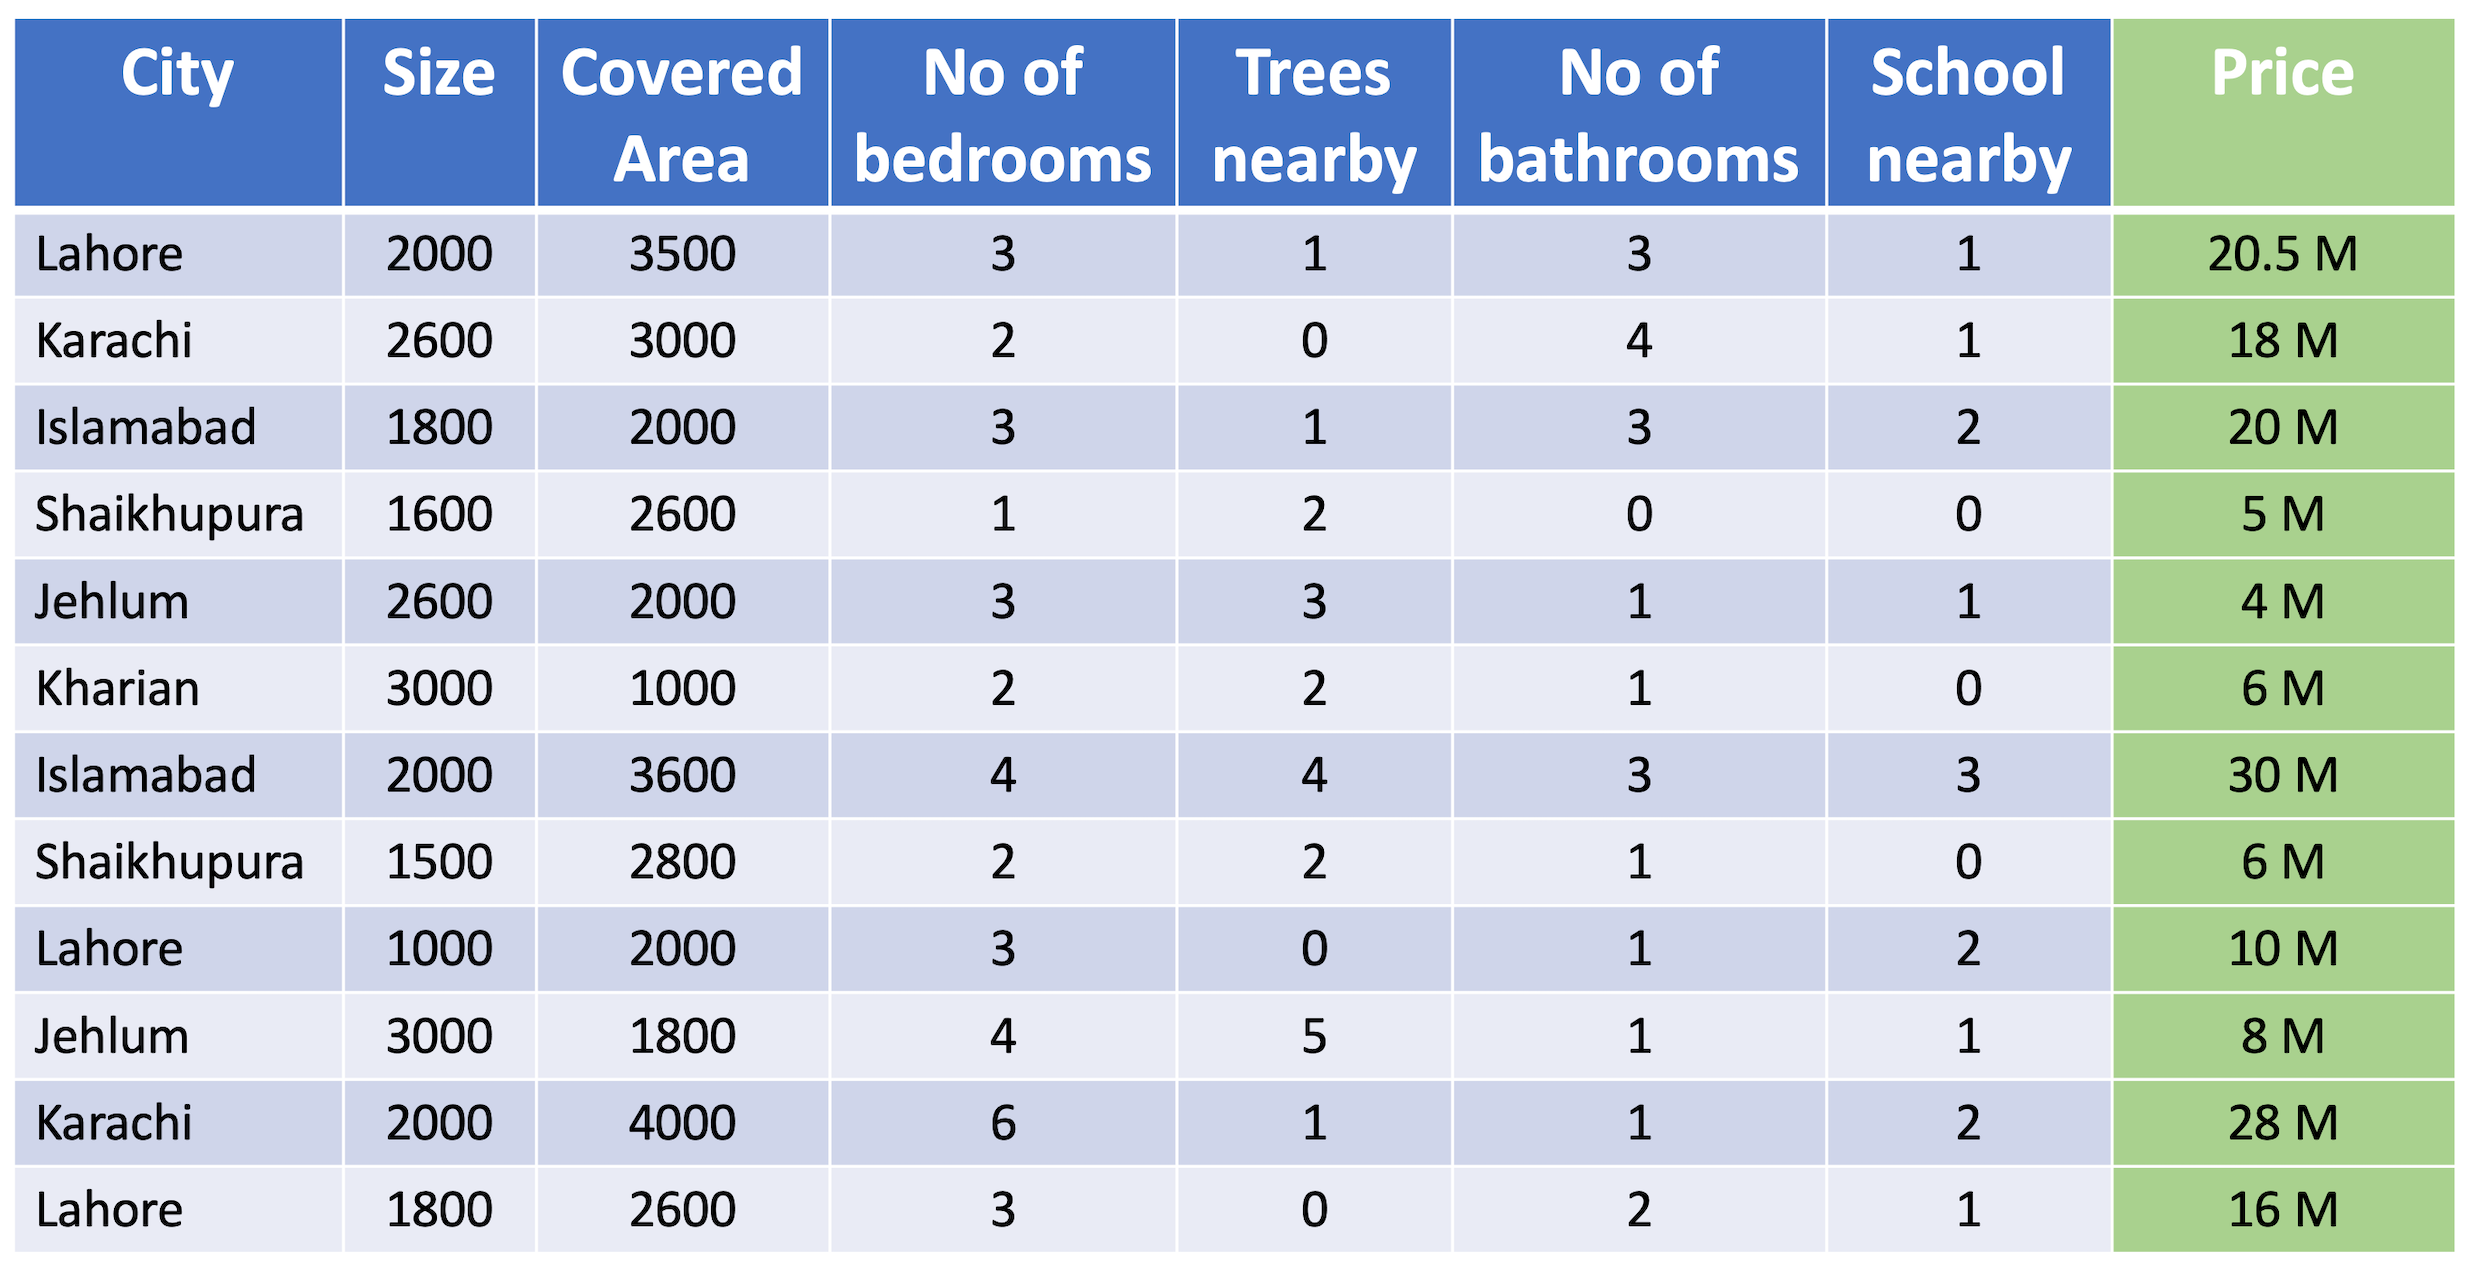 City Size Covered Area No of bedrooms Trees nearby No of bathrooms School nearby Price
Lahore 2000 3500 3 1 3 1 20.5 M
Karachi 2600 3000 2 0 4 1 18 M
Islamabad 1800 2000 3 1 3 2 20 M
Shaikhupura 1600 2600 1 2 0 0 5 M
Jehlum 2600 2000 3 3 1 1 4 M
Kharian 3000 1000 2 2 1 0 6 M
Islamabad 2000 3600 4 4 3 3 30 M
Shaikhupura 1500 2800 2 2 1 0 6 M
Lahore 1000 2000 3 0 1 2 10 M
Jehlum 3000 1800 4 5 1 1 8 M
Karachi 2000 4000 6 1 1 2 28 M
Lahore 1800 2600 3 0 2 1 16 M